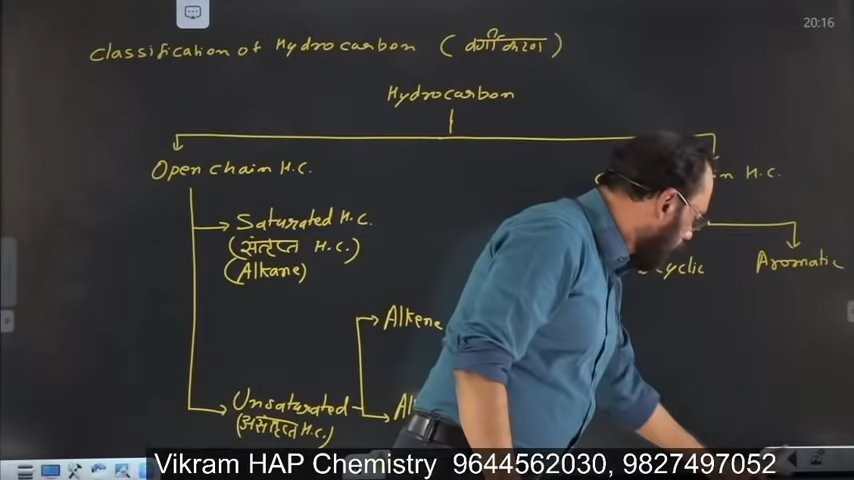 20:16
Classification of Hydrocarbon (वर्गीकरण)
Hydrocarbon
Open chain H.C.
H.C.
Saturated H.C.
(संतृप्त H.C.)
(Alkane)
Aromatic
Alkene
Unsaturated
(असंतृप्त H.C.)
Vikram HAP Chemistry 9644562030, 9827497052